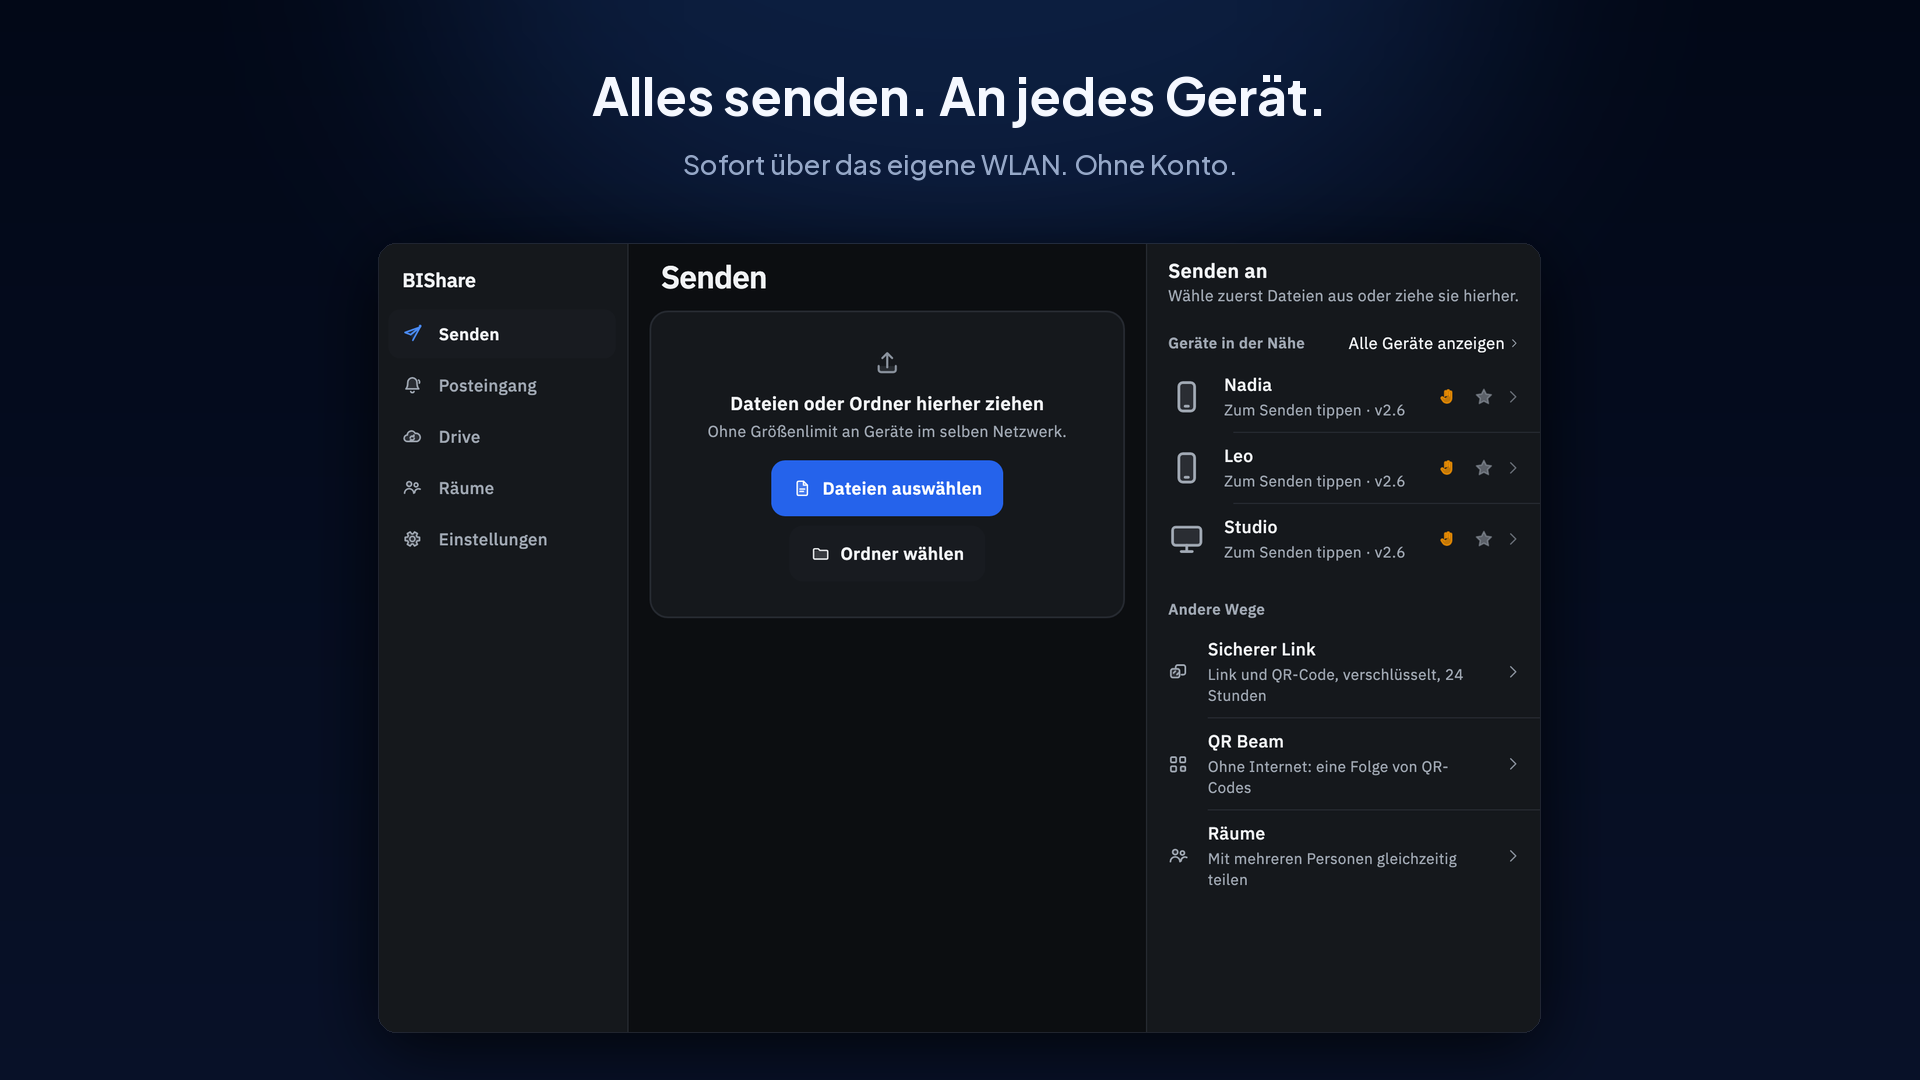 Alles senden. An jedes Gerät.
Sofort über das eigene WLAN. Ohne Konto.
BIShare
Senden
Posteingang
Drive
Räume
Einstellungen
Senden
Dateien oder Ordner hierher ziehen
Ohne Größenlimit an Geräte im selben Netzwerk.
Dateien auswählen
Ordner wählen
Senden an
Wähle zuerst Dateien aus oder ziehe sie hierher.
Geräte in der Nähe
Alle Geräte anzeigen
Nadia
Zum Senden tippen · v2.6
Leo
Zum Senden tippen · v2.6
Studio
Zum Senden tippen · v2.6
Andere Wege
Sicherer Link
Link und QR-Code, verschlüsselt, 24
Stunden
QR Beam
Ohne Internet: eine Folge von QR-
Codes
Räume
Mit mehreren Personen gleichzeitig
teilen